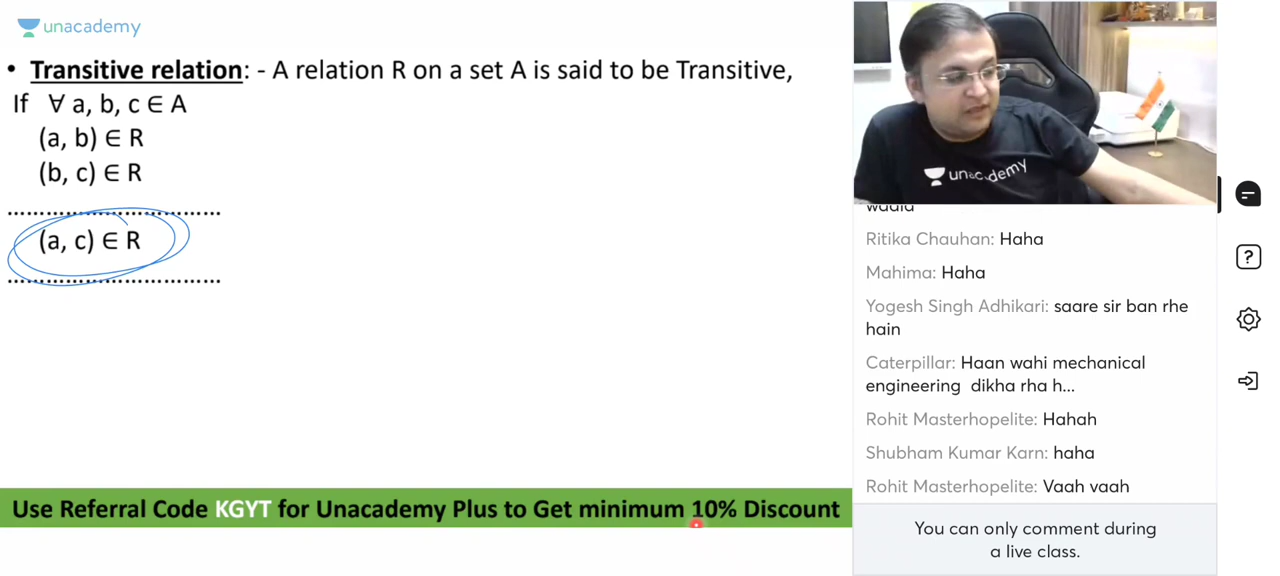 unacademy
• Transitive relation: - A relation R on a set A is said to be Transitive,
If ∀ a, b, c ∈ A
(a, b) ∈ R
(b, c) ∈ R
................................
(a, c) ∈ R
................................
Use Referral Code KGYT for Unacademy Plus to Get minimum 10% Discount
unacademy
Ritika Chauhan: Haha
Mahima: Haha
Yogesh Singh Adhikari: saare sir ban rhe
hain
Caterpillar: Haan wahi mechanical
engineering dikha rha h...
Rohit Masterhopelite: Hahah
Shubham Kumar Karn: haha
Rohit Masterhopelite: Vaah vaah
You can only comment during
a live class.
?